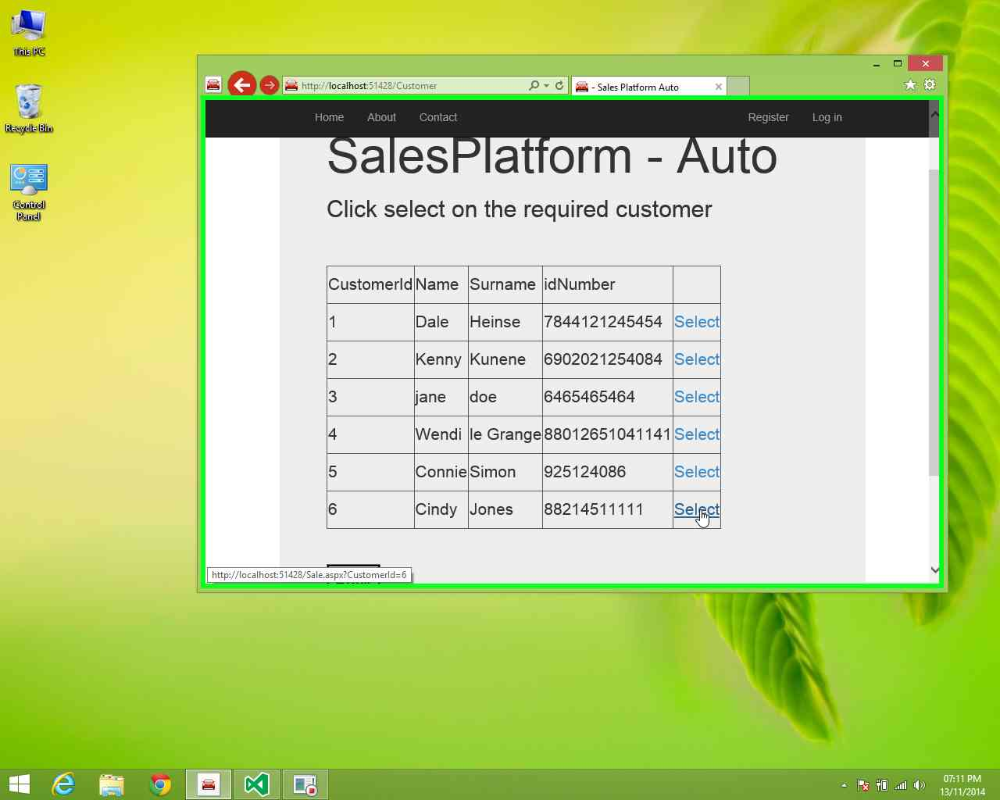 This PC
Recycle Bin
Control
Panel
http://localhost:51428/Customer
- Sales Platform Auto
Home About Contact Register Log in
SalesPlatform - Auto
Click select on the required customer
CustomerId Name Surname idNumber
1 Dale Heinse 7844121245454 Select
2 Kenny Kunene 6902021254084 Select
3 jane doe 6465465464 Select
4 Wendi le Grange 88012651041141 Select
5 Connie Simon 925124086 Select
6 Cindy Jones 88214511111 Select
http://localhost:51428/Sale.aspx?CustomerId=6
07:11 PM
13/11/2014